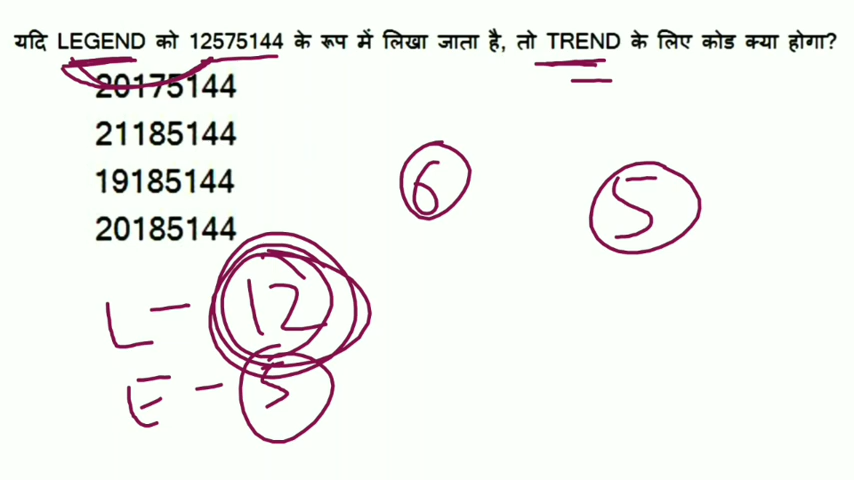 यदि LEGEND को 12575144 के रूप में लिखा जाता है, तो TREND के लिए कोड क्या होगा?
20175144
21185144
19185144
20185144
6
5
L - 12
E - 5